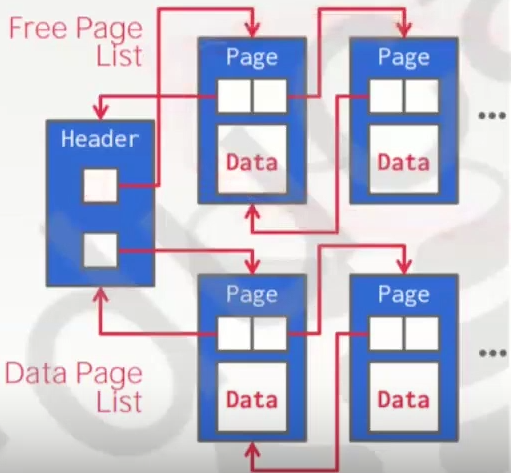 Free Page
List
Page
Page
Header
Data
Data
...
Page
Page
Data Page
List
Data
Data
...